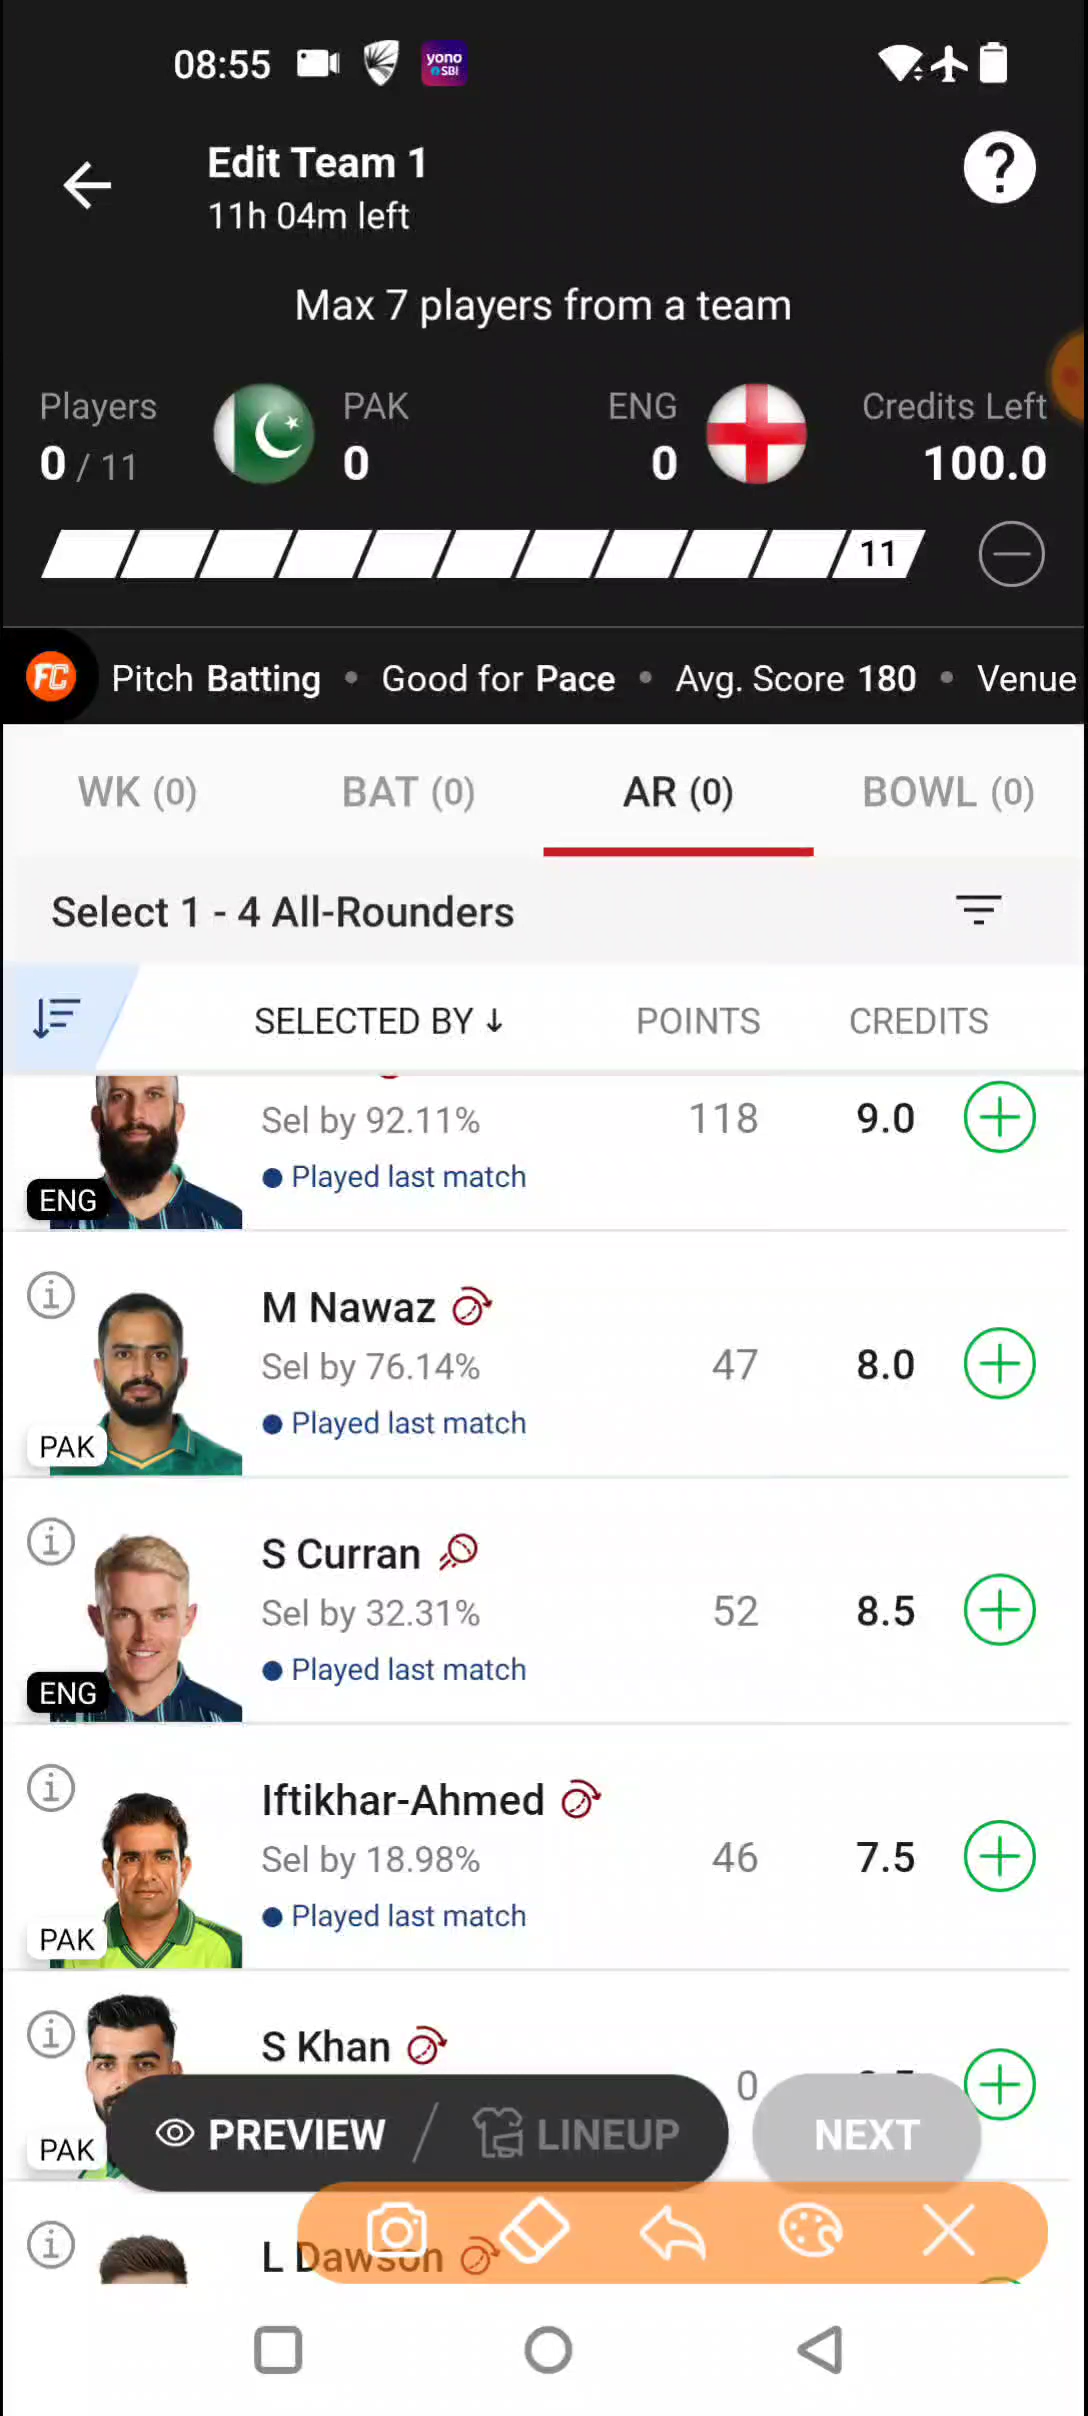 08:55
yono
SBI
Edit Team 1
11h 04m left
Max 7 players from a team
Players
0 / 11
PAK
0
ENG
0
Credits Left
100.0
11
FC
Pitch Batting • Good for Pace • Avg. Score 180 • Venue
WK (0) BAT (0) AR (0) BOWL (0)
Select 1 - 4 All-Rounders
SELECTED BY ↓ POINTS CREDITS
Sel by 92.11% 118 9.0
Played last match
ENG
M Nawaz
Sel by 76.14% 47 8.0
Played last match
PAK
S Curran
Sel by 32.31% 52 8.5
Played last match
ENG
Iftikhar-Ahmed
Sel by 18.98% 46 7.5
Played last match
PAK
S Khan
0
PAK
PREVIEW / LINEUP NEXT
L Dawson